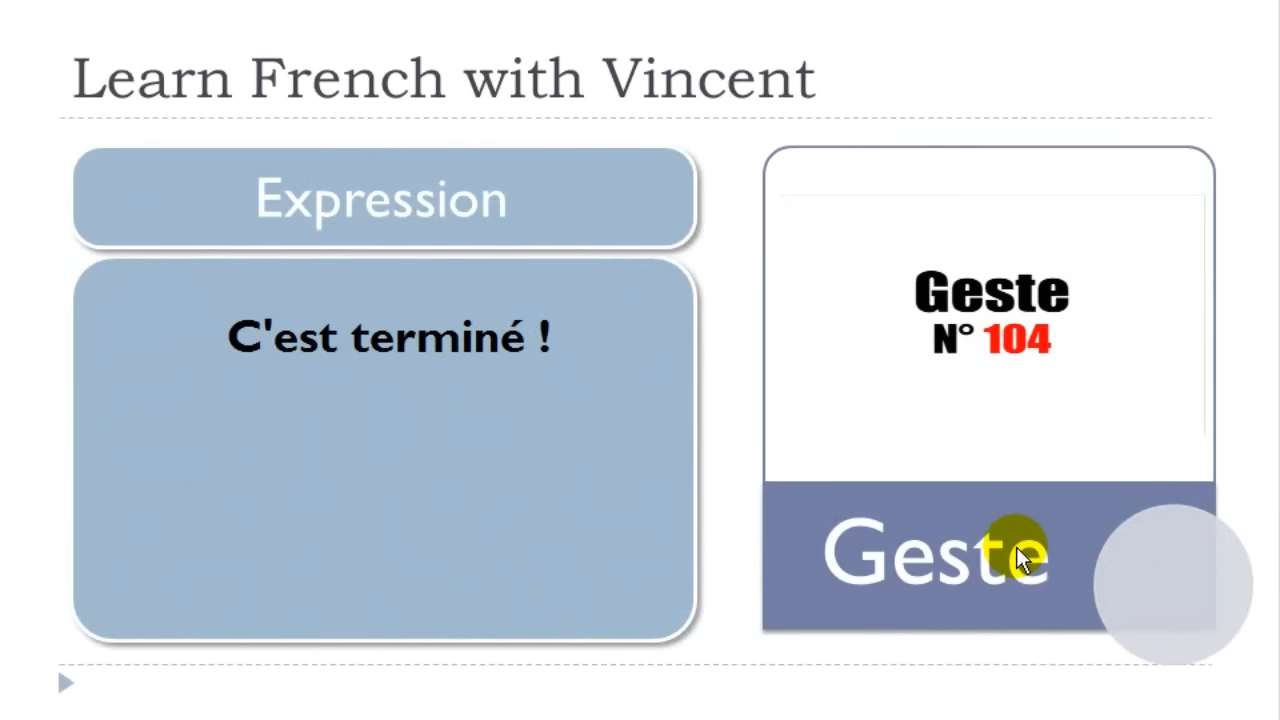 Learn French with Vincent
Expression
C'est terminé !
Geste
N° 104
Geste